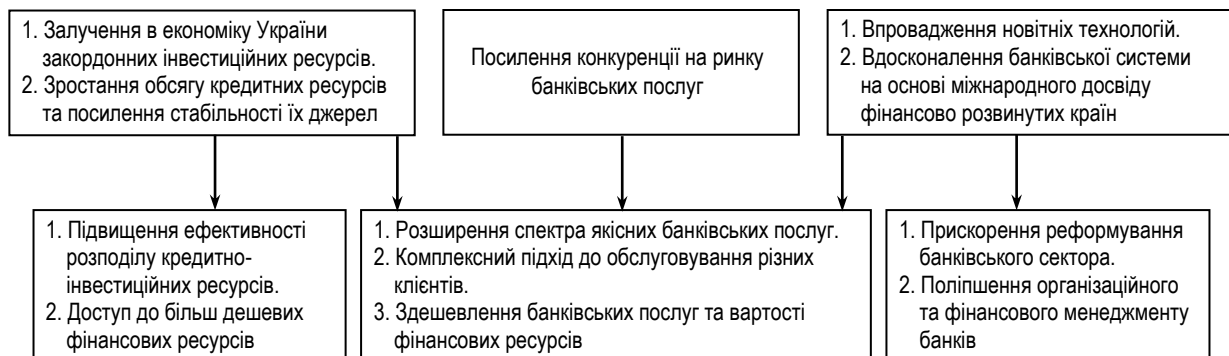 1. Залучення в економіку України
закордонних інвестиційних ресурсів.
2. Зростання обсягу кредитних ресурсів
та посилення стабільності їх джерел
Посилення конкуренції на ринку
банківських послуг
1. Впровадження новітніх технологій.
2. Вдосконалення банківської системи
на основі міжнародного досвіду
фінансово розвинутих країн
1. Підвищення ефективності
розподілу кредитно-
інвестиційних ресурсів.
2. Доступ до більш дешевих
фінансових ресурсів
1. Розширення спектра якісних банківських послуг.
2. Комплексний підхід до обслуговування різних
клієнтів.
3. Здешевлення банківських послуг та вартості
фінансових ресурсів
1. Прискорення реформування
банківського сектора.
2. Поліпшення організаційного
та фінансового менеджменту
банків